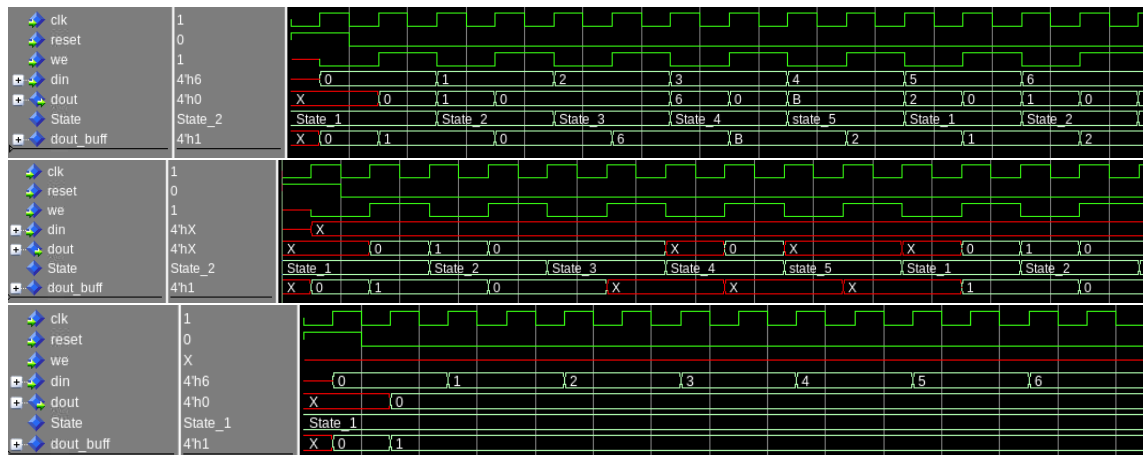 clk 1
reset 0
we 1
din 4'h6 0 1 2 3 4 5 6
dout 4'h0 X 0 1 0 6 0 B 2 0 1 0
State State_2 State_1 State_2 State_3 State_4 state_5 State_1 State_2
dout_buff 4'h1 X 0 1 0 6 B 2 1 2
clk 1
reset 0
we 1
din 4'hX X
dout 4'hX X 0 1 0 X 0 X X 0 1 0
State State_2 State_1 State_2 State_3 State_4 state_5 State_1 State_2
dout_buff 4'h1 X 0 1 0 X X X 1 0
clk 1
reset 0
we X
din 4'h6 0 1 2 3 4 5 6
dout 4'h0 X 0
State State_1 State_1
dout_buff 4'h1 X 0 1